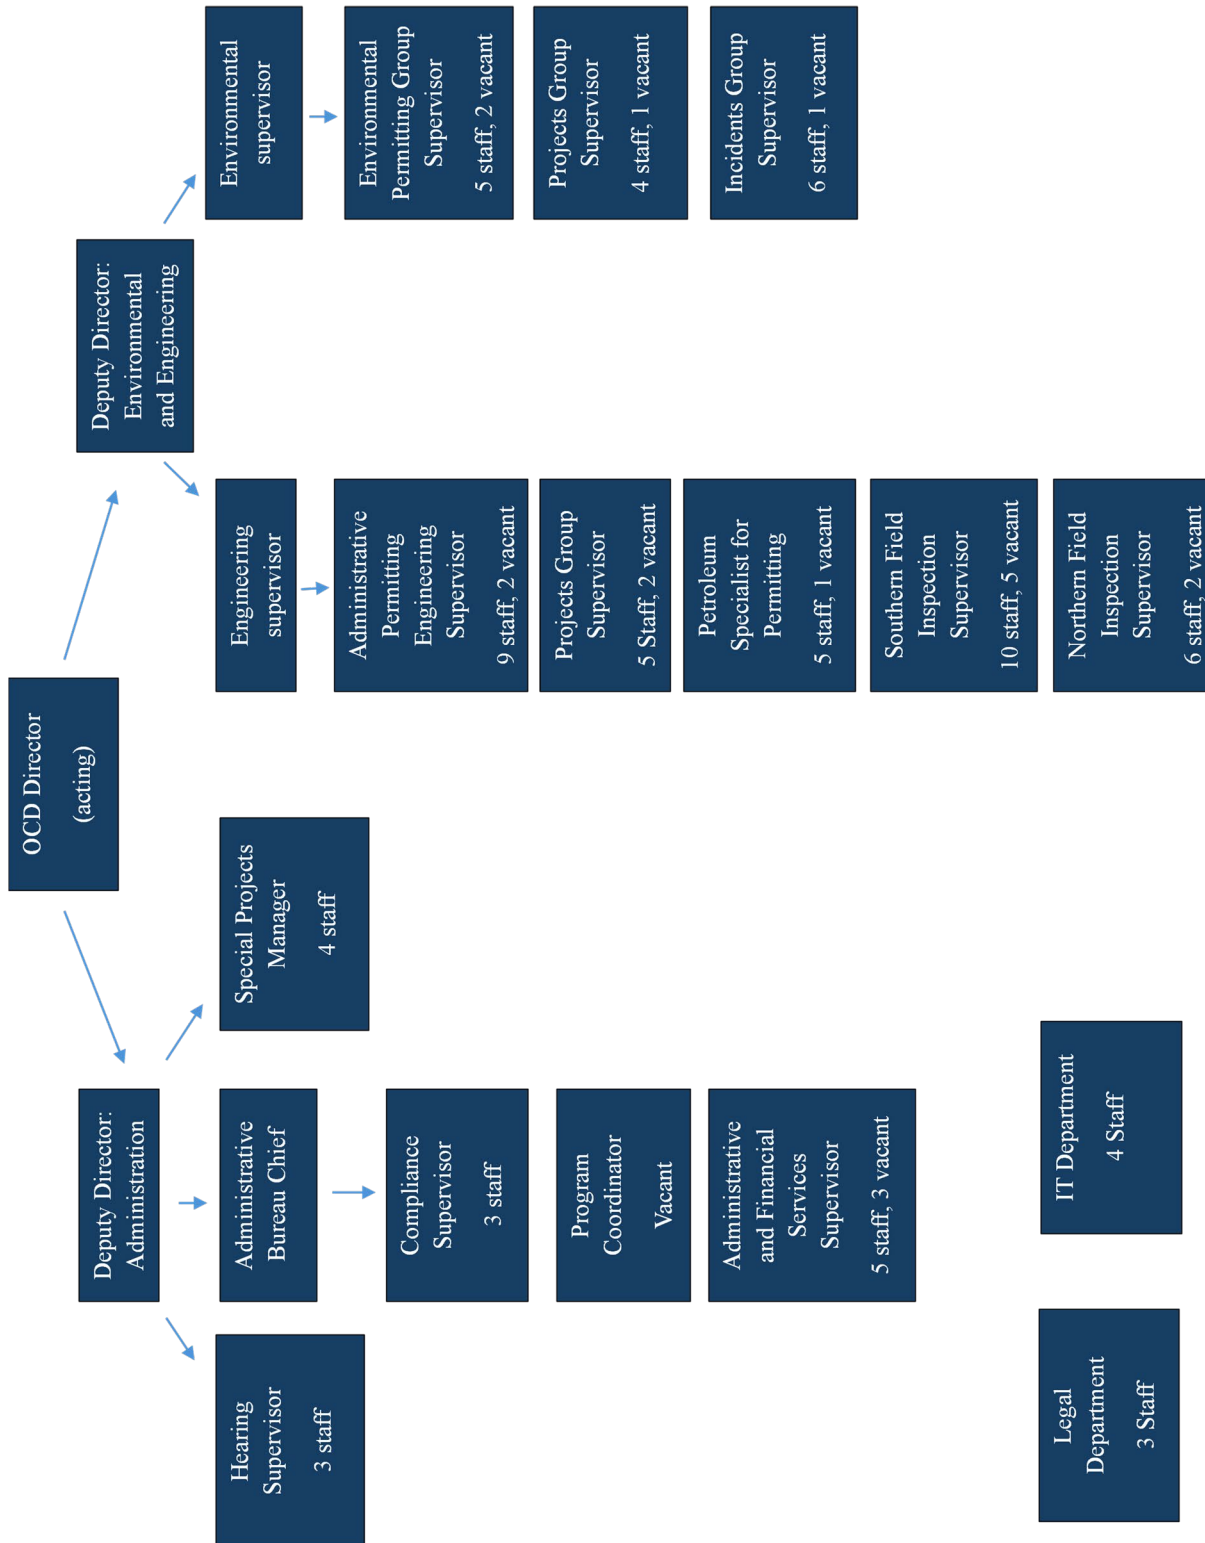 OCD Director
(acting)
Deputy Director:
Administration
Deputy Director:
Environmental
and Engineering
Hearing
Supervisor
3 staff
Administrative
Bureau Chief
Special Projects
Manager
4 staff
Engineering
supervisor
Environmental
supervisor
Compliance
Supervisor
3 staff
Program
Coordinator
Vacant
Administrative
and Financial
Services
Supervisor
5 staff, 3 vacant
Administrative
Permitting
Engineering
Supervisor
9 staff, 2 vacant
Projects Group
Supervisor
5 Staff, 2 vacant
Petroleum
Specialist for
Permitting
5 staff, 1 vacant
Southern Field
Inspection
Supervisor
10 staff, 5 vacant
Northern Field
Inspection
Supervisor
6 staff, 2 vacant
Environmental
Permitting Group
Supervisor
5 staff, 2 vacant
Projects Group
Supervisor
4 staff, 1 vacant
Incidents Group
Supervisor
6 staff, 1 vacant
Legal
Department
3 Staff
IT Department
4 Staff